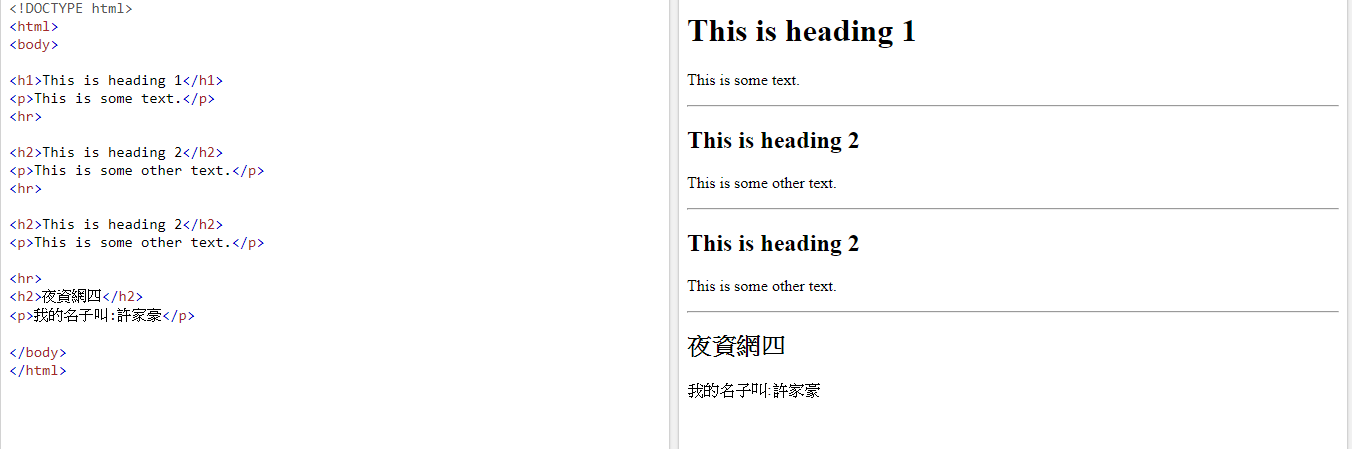 <!DOCTYPE html>
<html>
<body>
<h1>This is heading 1</h1>
<p>This is some text.</p>
<hr>
<h2>This is heading 2</h2>
<p>This is some other text.</p>
<hr>
<h2>This is heading 2</h2>
<p>This is some other text.</p>
<hr>
<h2>夜資網四</h2>
<p>我的名子叫:許家豪</p>
</body>
</html>
This is heading 1
This is some text.
This is heading 2
This is some other text.
This is heading 2
This is some other text.
夜資網四
我的名子叫:許家豪